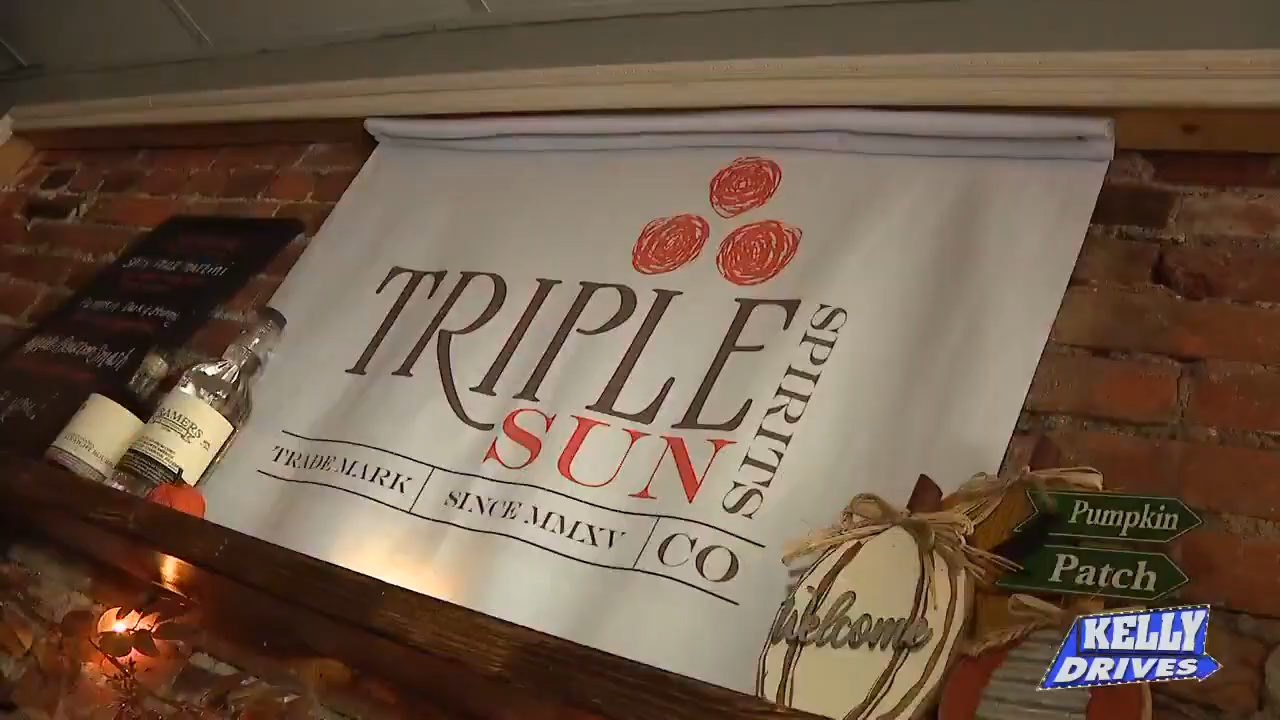 TRIPLE
SUN
SPIRITS
TRADE MARK
SINCE MMXV
CO
Pumpkin
Patch
welcome
KELLY
DRIVES